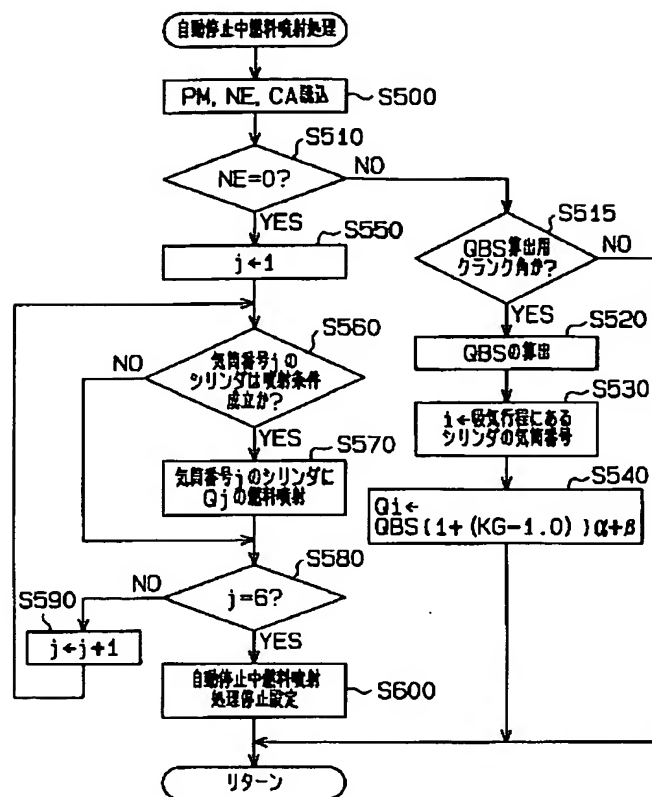 自動停止中燃料噴射処理
PM, NE, CA読込
S500
S510
NE=0?
NO
YES
S550
j←1
S515
QBS算出用
クランク角か?
NO
YES
S520
QBSの算出
S530
i←吸気行程にある
シリンダの気筒番号
S540
Qi←
QBS{1+(KG-1.0)}α+β
S560
NO
気筒番号jの
シリンダは噴射条件
成立か?
YES
S570
気筒番号jのシリンダに
Qjの燃料噴射
S580
NO
j=6?
S590
j←j+1
YES
自動停止中燃料噴射
処理停止設定
S600
リターン